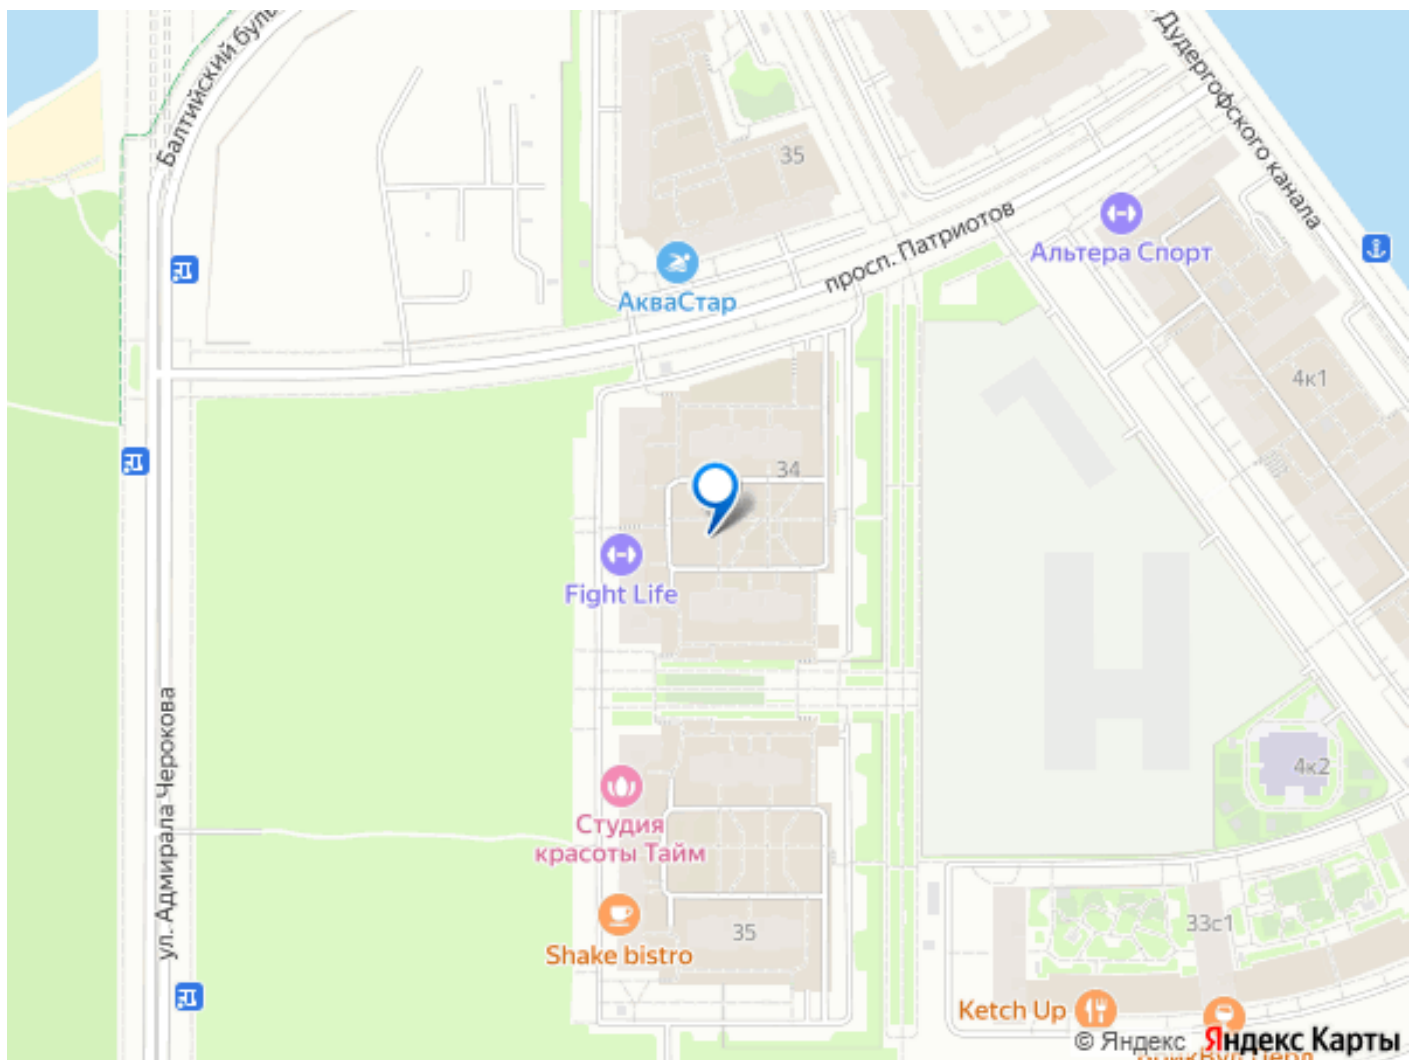 Балтийский буль
Дудергофского канала
35
просп. Патриотов
Альтера Спорт
АкваСтар
4к1
34
Fight Life
ул. Адмирала Черокова
4к2
Студия
красоты Тайм
33с1
35
Shake bistro
Ketch Up
© Яндекс Яндекс Карты